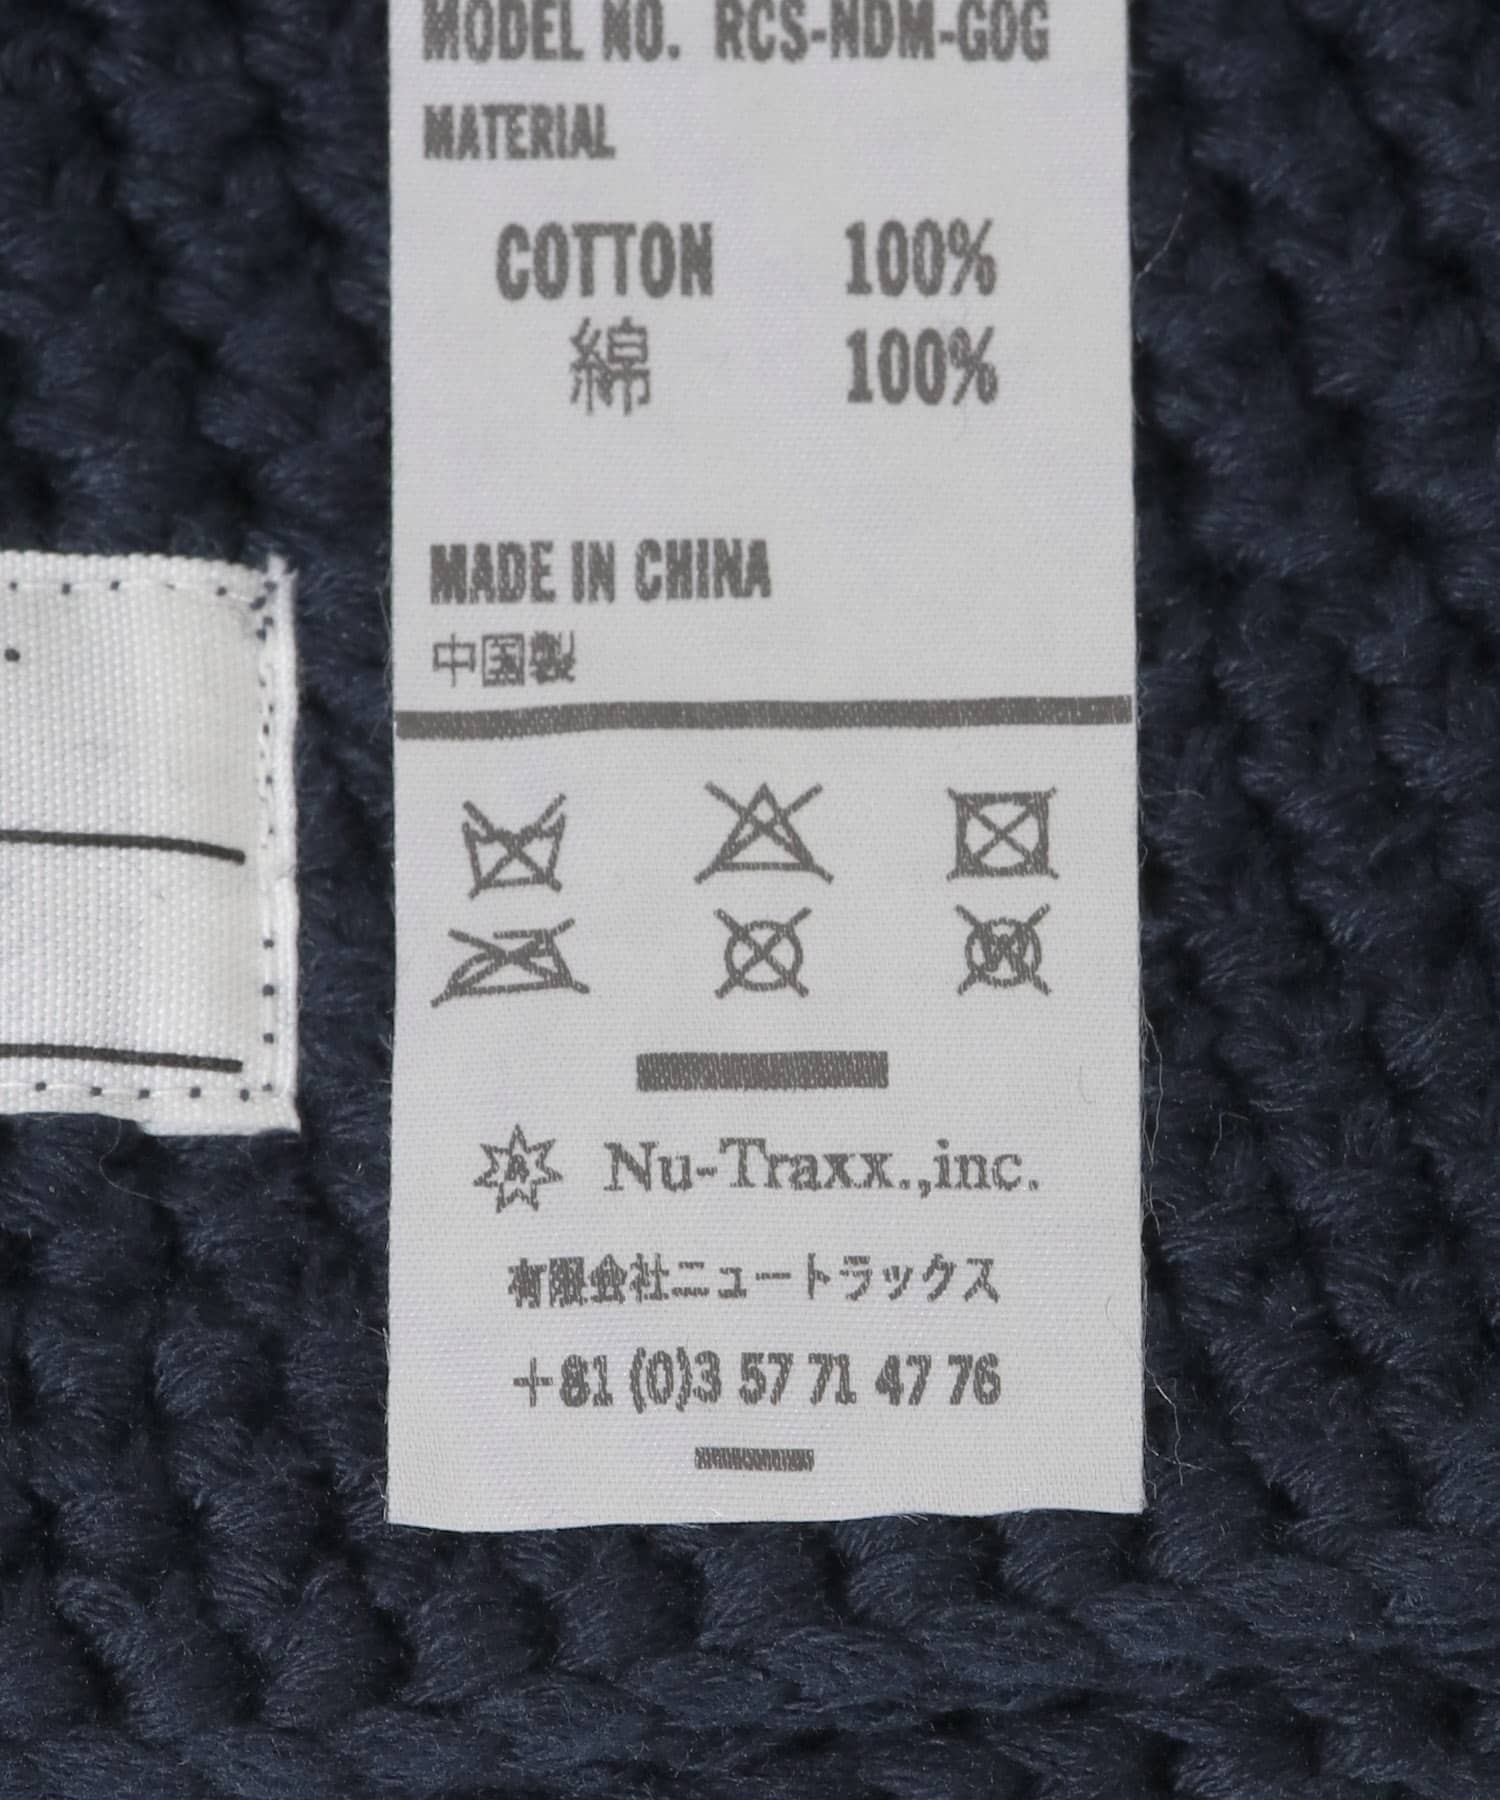 MODEL NO. RCS-NDM-GOG
MATERIAL
COTTON 100%
綿 100%
MADE IN CHINA
中国製
Nu-Traxx.,inc.
有限会社ニュートラックス
+81 (0)3 57 71 47 76